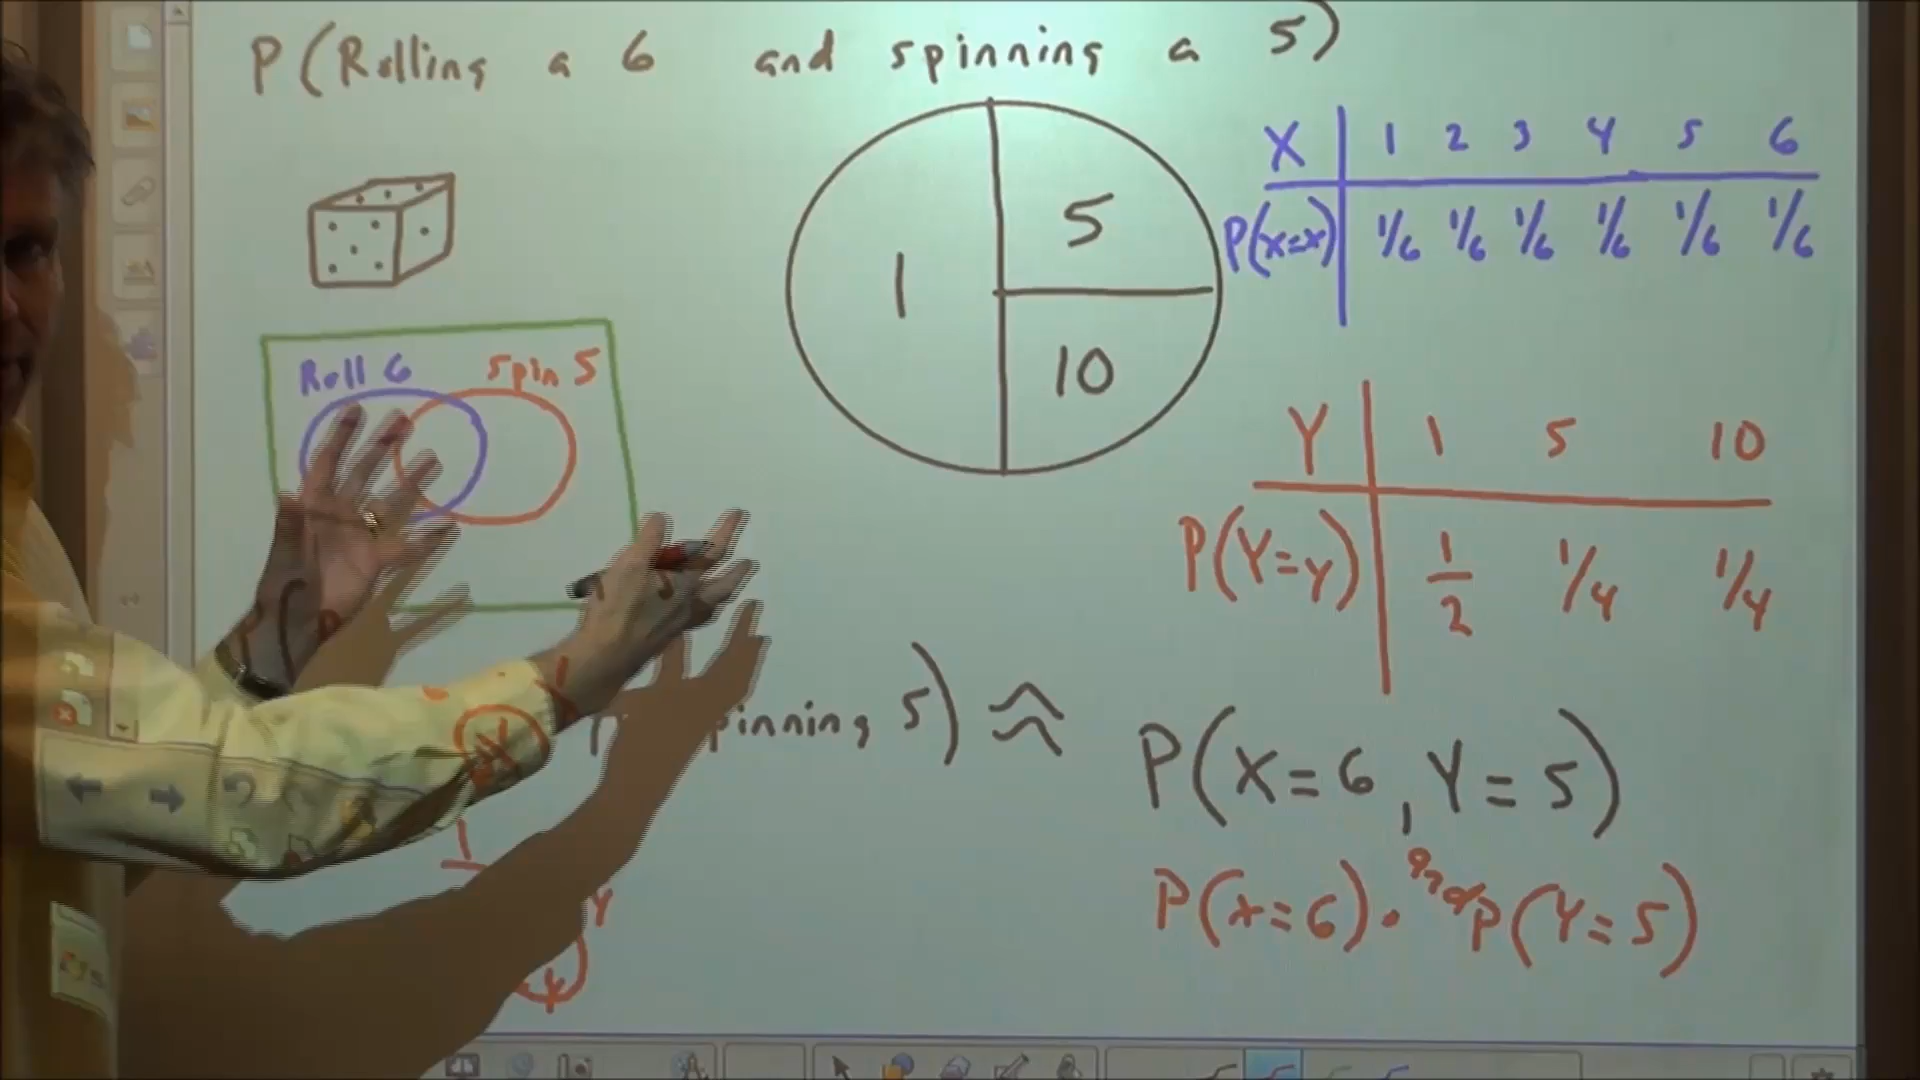 P(Rolling a 6 and spinning a 5)
X 1 2 3 4 5 6
P(X=x) 1/6 1/6 1/6 1/6 1/6 1/6
1 5 10
Roll 6 Spin 5
Y 1 5 10
P(Y=y) 1/2 1/4 1/4
spinning 5) P(X=6, Y=5)
P(x=6) • and P(Y=5)